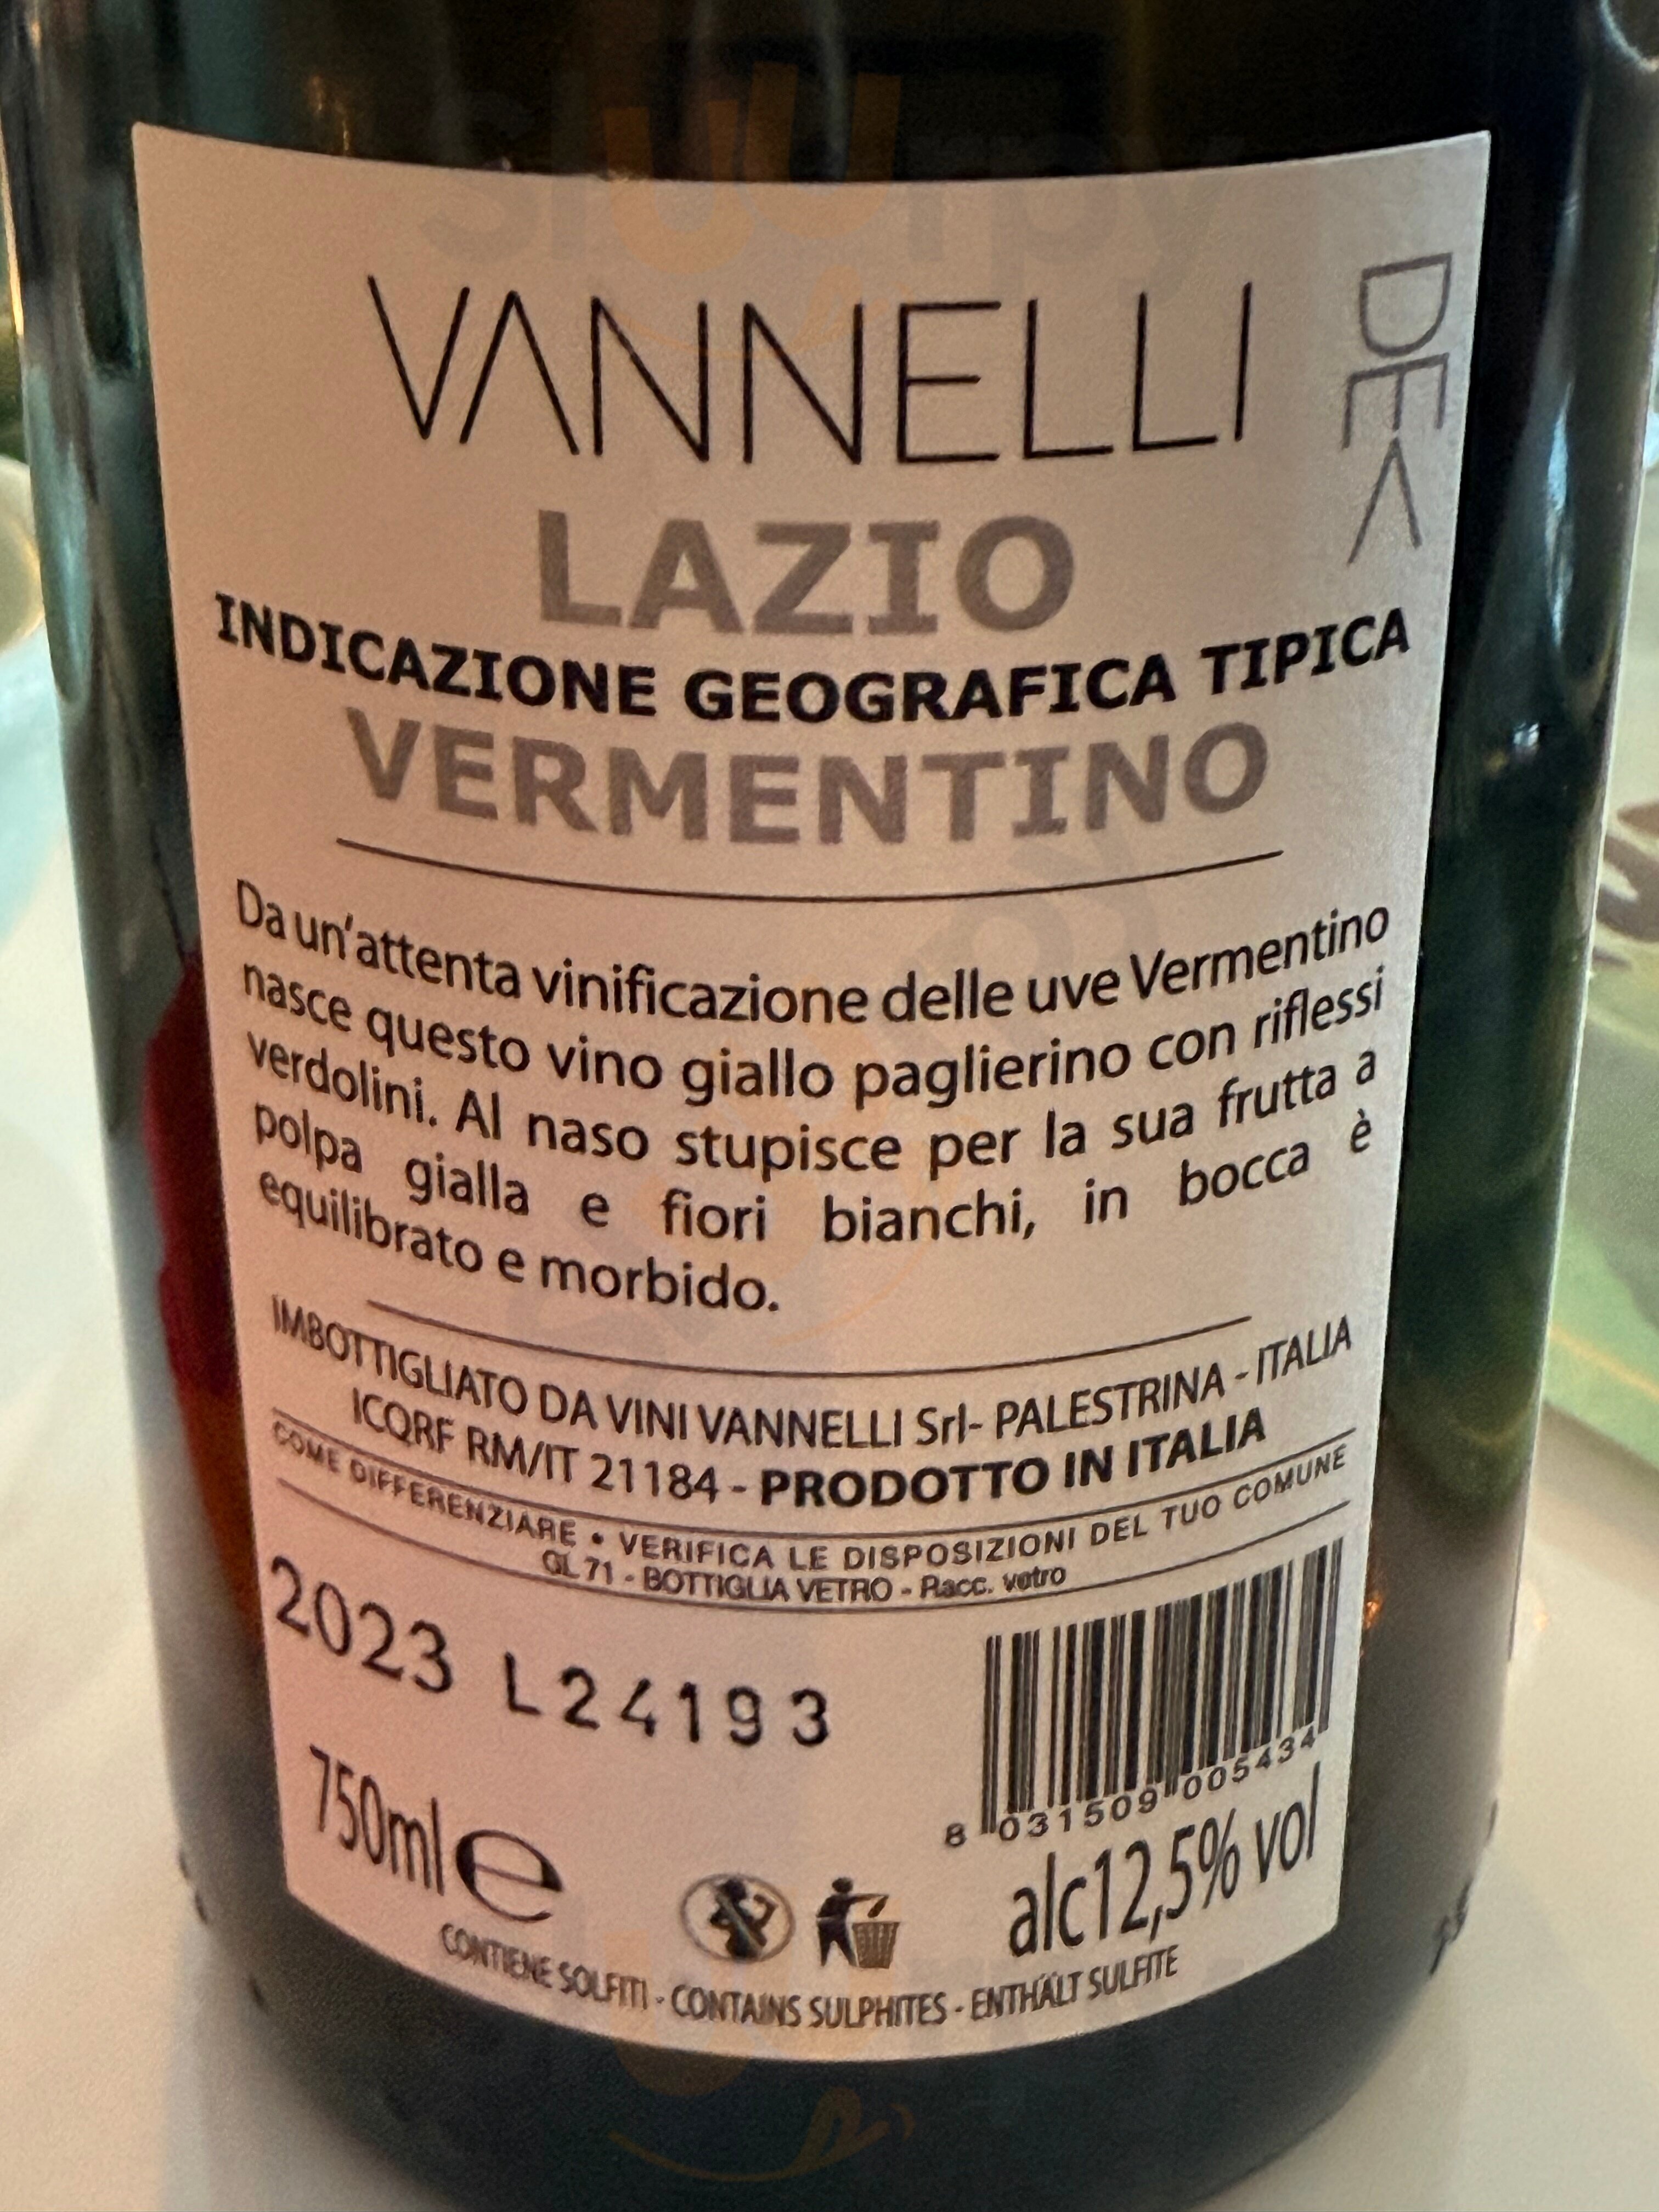 VANNELLI
DEA
LAZIO
INDICAZIONE GEOGRAFICA TIPICA
VERMENTINO
Da un'attenta vinificazione delle uve Vermentino
nasce questo vino giallo paglierino con riflessi
verdolini. Al naso stupisce per la sua frutta a
polpa gialla e fiori bianchi, in bocca è
equilibrato e morbido.
IMBOTTIGLIATO DA VINI VANNELLI Srl- PALESTRINA - ITALIA
ICQRF RM/IT 21184 - PRODOTTO IN ITALIA
COME DIFFERENZIARE • VERIFICA LE DISPOSIZIONI DEL TUO COMUNE
GL 71 - BOTTIGLIA VETRO - Racc. vetro
2023 L24193
8 031509 005434
750ml e
alc12,5% vol
CONTIENE SOLFITI - CONTAINS SULPHITES - ENTHÄLT SULFITE